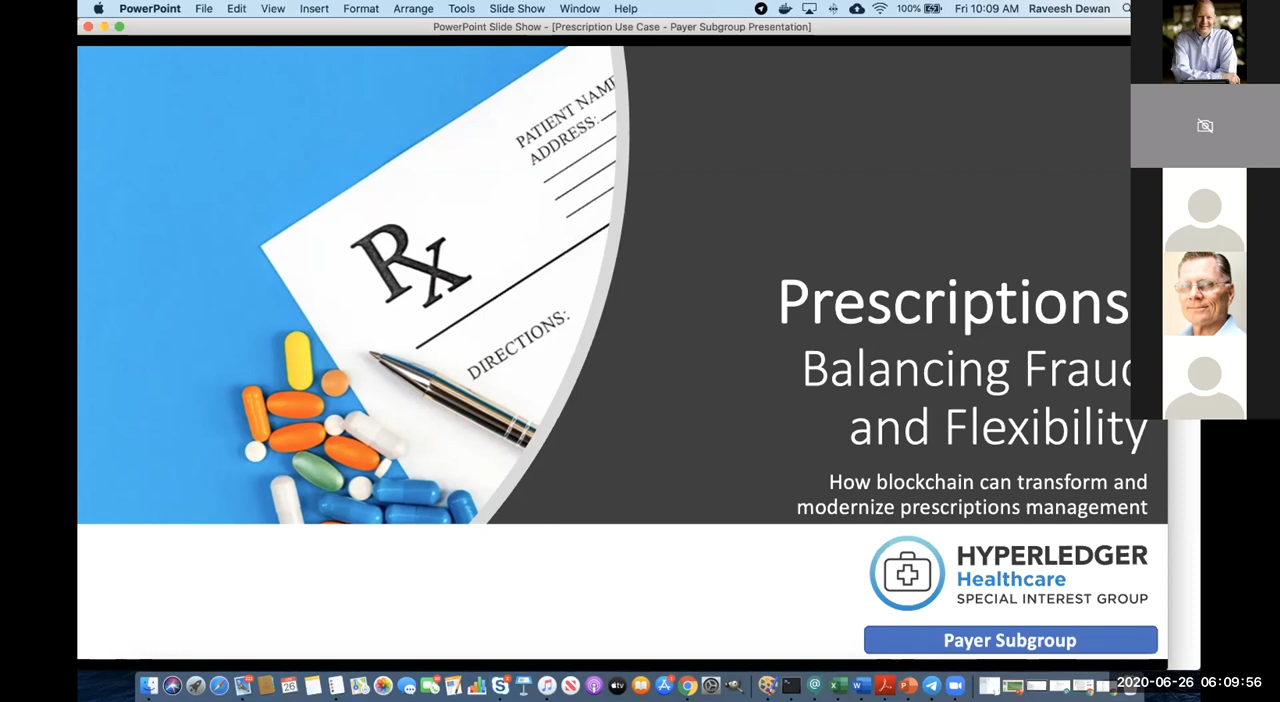 PowerPoint File Edit View Insert Format Arrange Tools Slide Show Window Help 100% Fri 10:09 AM Raveesh Dewan
PowerPoint Slide Show - [Prescription Use Case - Payer Subgroup Presentation]
PATIENT NAME
ADDRESS:
Rx
DIRECTIONS:
Prescriptions
Balancing Fraud
and Flexibility
How blockchain can transform and
modernize prescriptions management
HYPERLEDGER
Healthcare
SPECIAL INTEREST GROUP
Payer Subgroup
26
2020-06-26 06:09:56